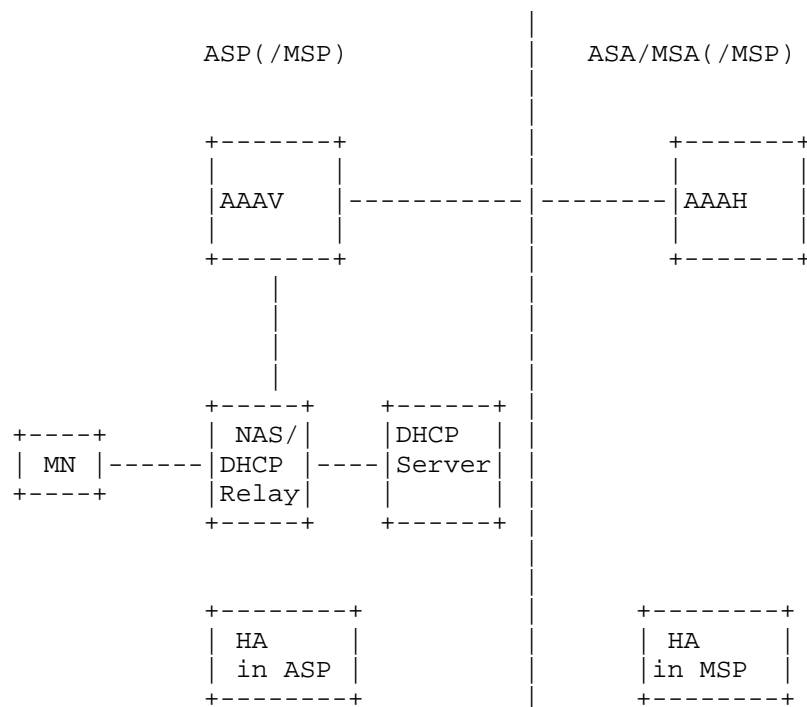 ASP(/MSP) ASA/MSA(/MSP)
AAAV AAAH
NAS/ DHCP
MN DHCP Server
Relay
HA HA
in ASP in MSP